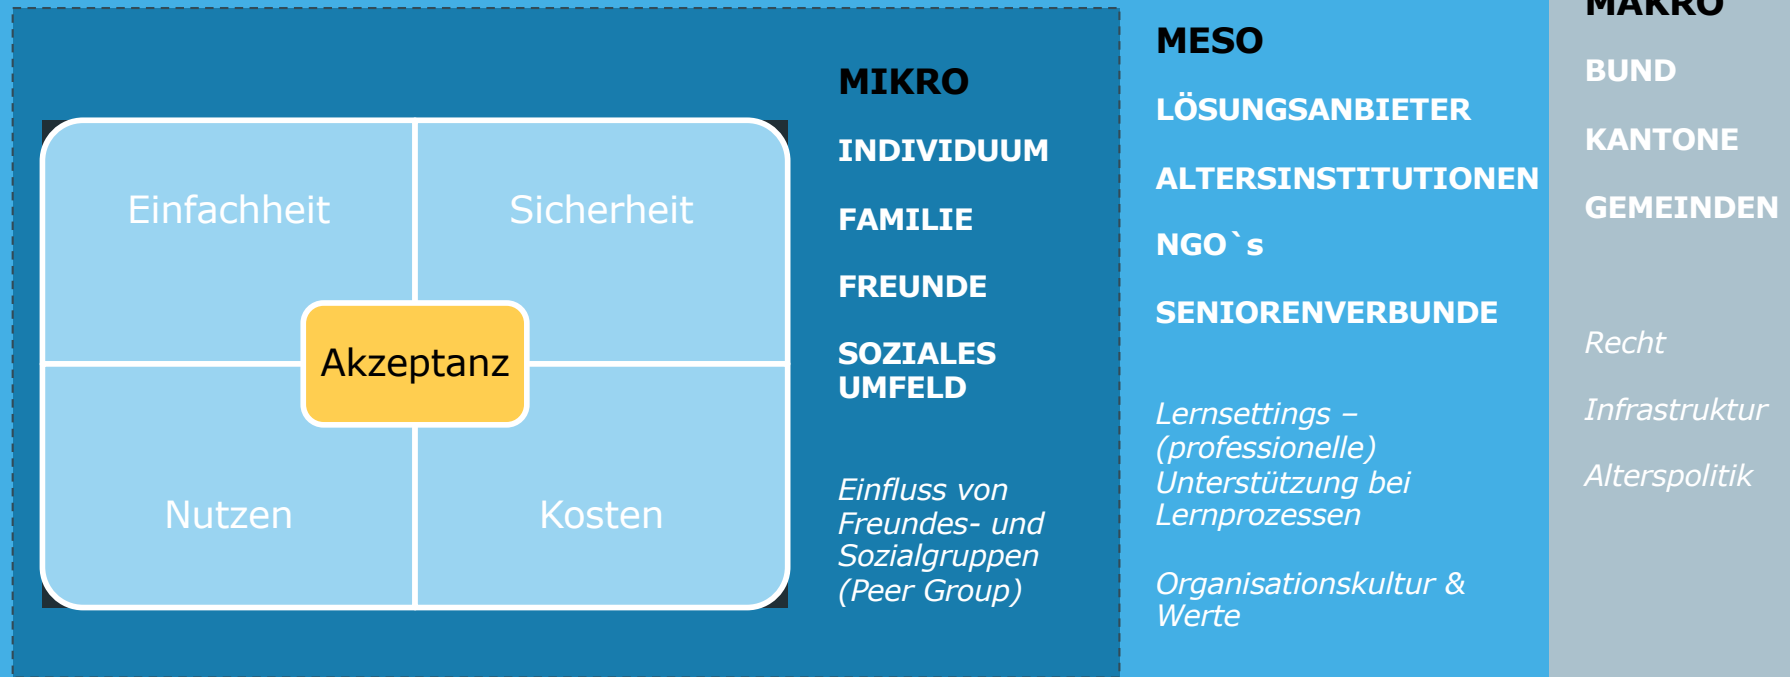 Einfachheit
Sicherheit
Akzeptanz
Nutzen
Kosten
MIKRO
INDIVIDUUM
FAMILIE
FREUNDE
SOZIALES
UMFELD
Einfluss von
Freundes- und
Sozialgruppen
(Peer Group)
MESO
LÖSUNGSANBIETER
ALTERSINSTITUTIONEN
NGO`s
SENIORENVERBUNDE
Lernsettings –
(professionelle)
Unterstützung bei
Lernprozessen
Organisationskultur &
Werte
MAKRO
BUND
KANTONE
GEMEINDEN
Recht
Infrastruktur
Alterspolitik